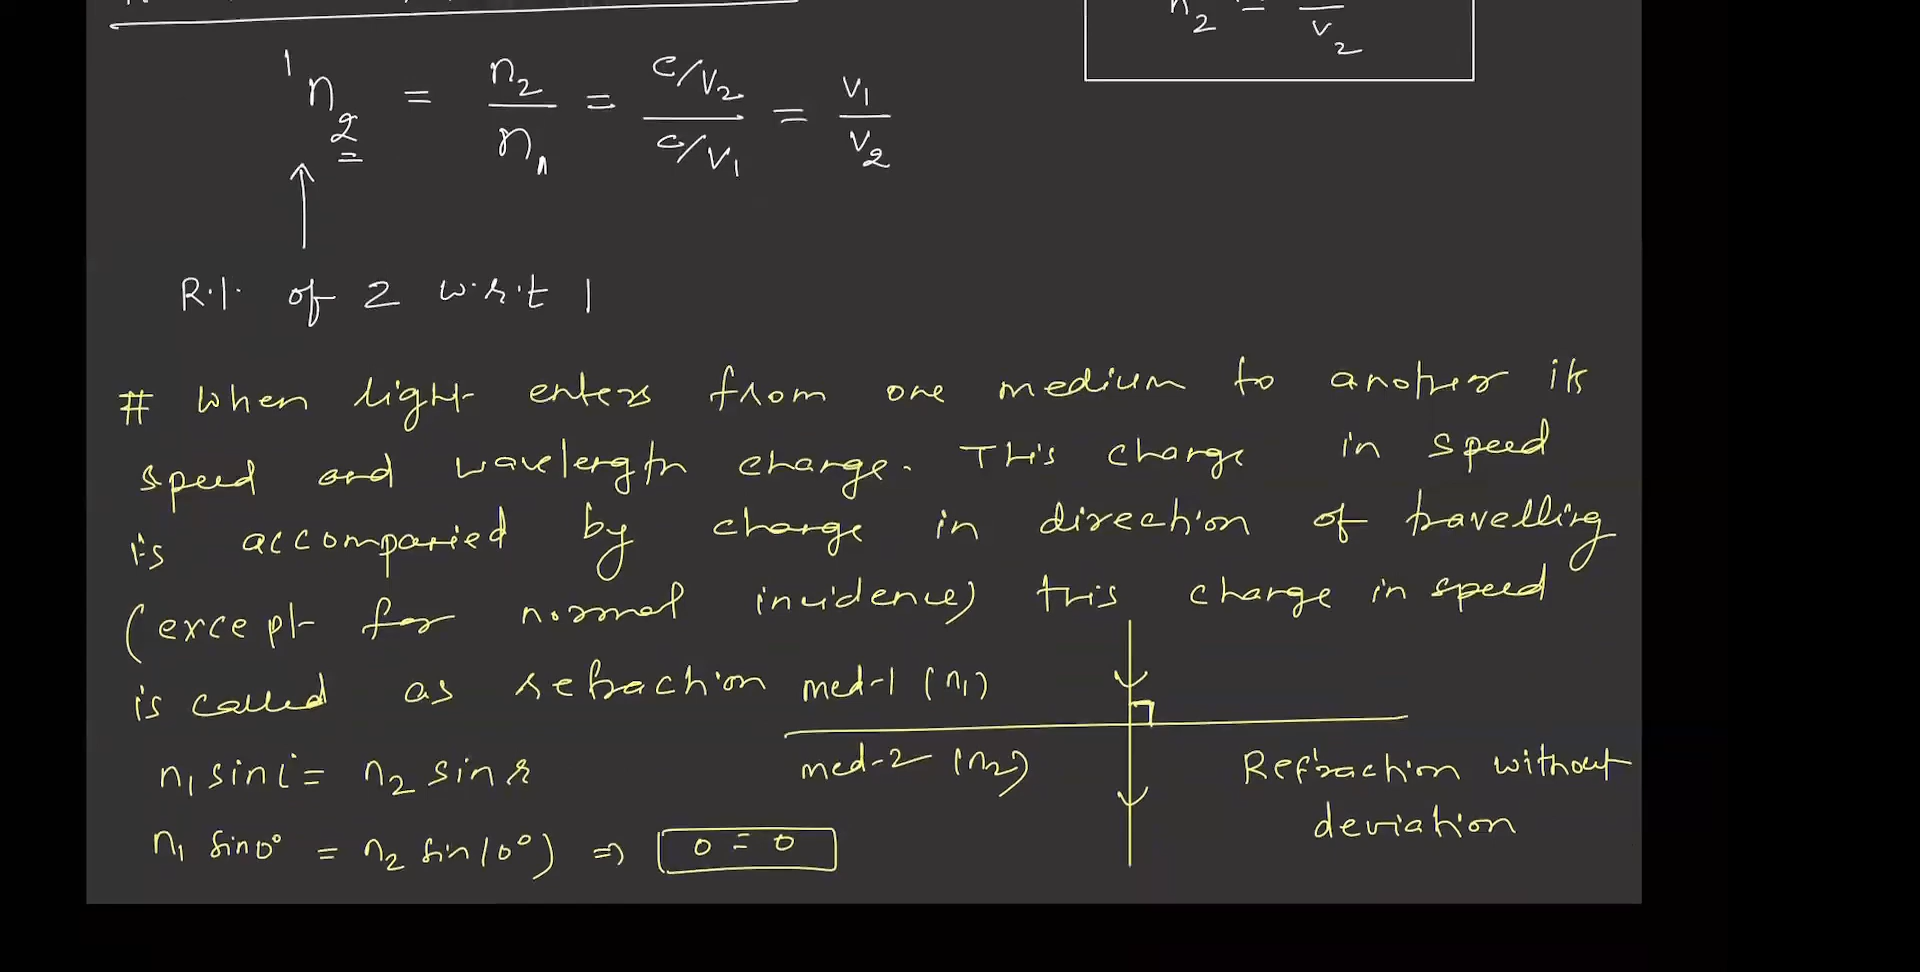 n2 = / v2
¹n2 = n2/n1 = (c/v2)/(c/v1) = v1/v2
R.I. of 2 w.r.t 1
# When light enters from one medium to another its
speed and wavelength change. This change in speed
is accompanied by change in direction of travelling
(except for normal incidence) this change in speed
is called as refraction
med-1 (n1)
n1 sin i = n2 sin r
med-2 (n2)
Refraction without
deviation
n1 sin0° = n2 sin(0°) ⇒ 0 = 0